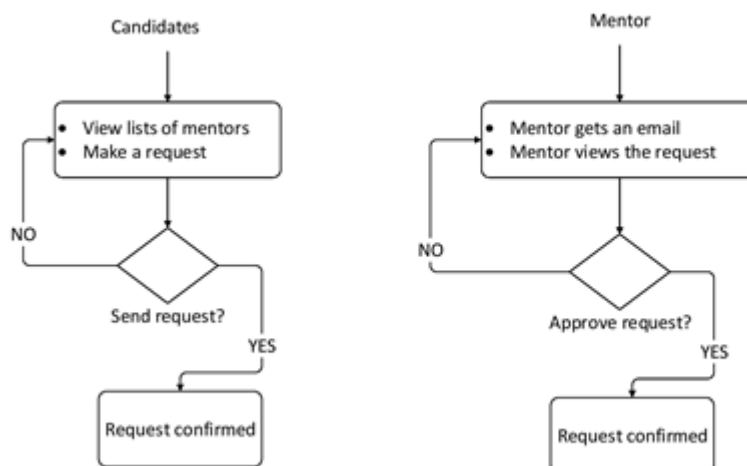 Candidates
• View lists of mentors
• Make a request
NO
Send request?
YES
Request confirmed
Mentor
• Mentor gets an email
• Mentor views the request
NO
Approve request?
YES
Request confirmed